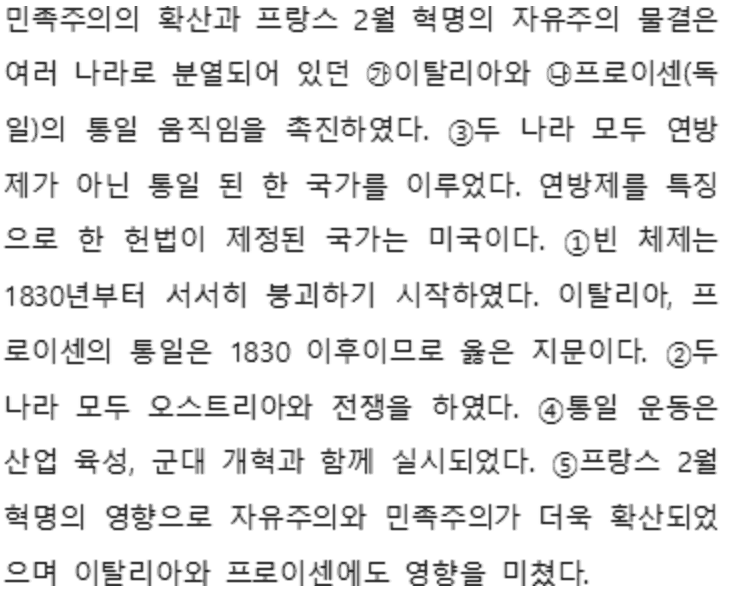 민족주의의 확산과 프랑스 2월 혁명의 자유주의 물결은
여러 나라로 분열되어 있던 ㉮이탈리아와 ㉯프로이센(독
일)의 통일 움직임을 촉진하였다. ③두 나라 모두 연방
제가 아닌 통일 된 한 국가를 이루었다. 연방제를 특징
으로 한 헌법이 제정된 국가는 미국이다. ①빈 체제는
1830년부터 서서히 붕괴하기 시작하였다. 이탈리아, 프
로이센의 통일은 1830 이후이므로 옳은 지문이다. ②두
나라 모두 오스트리아와 전쟁을 하였다. ④통일 운동은
산업 육성, 군대 개혁과 함께 실시되었다. ⑤프랑스 2월
혁명의 영향으로 자유주의와 민족주의가 더욱 확산되었
으며 이탈리아와 프로이센에도 영향을 미쳤다.